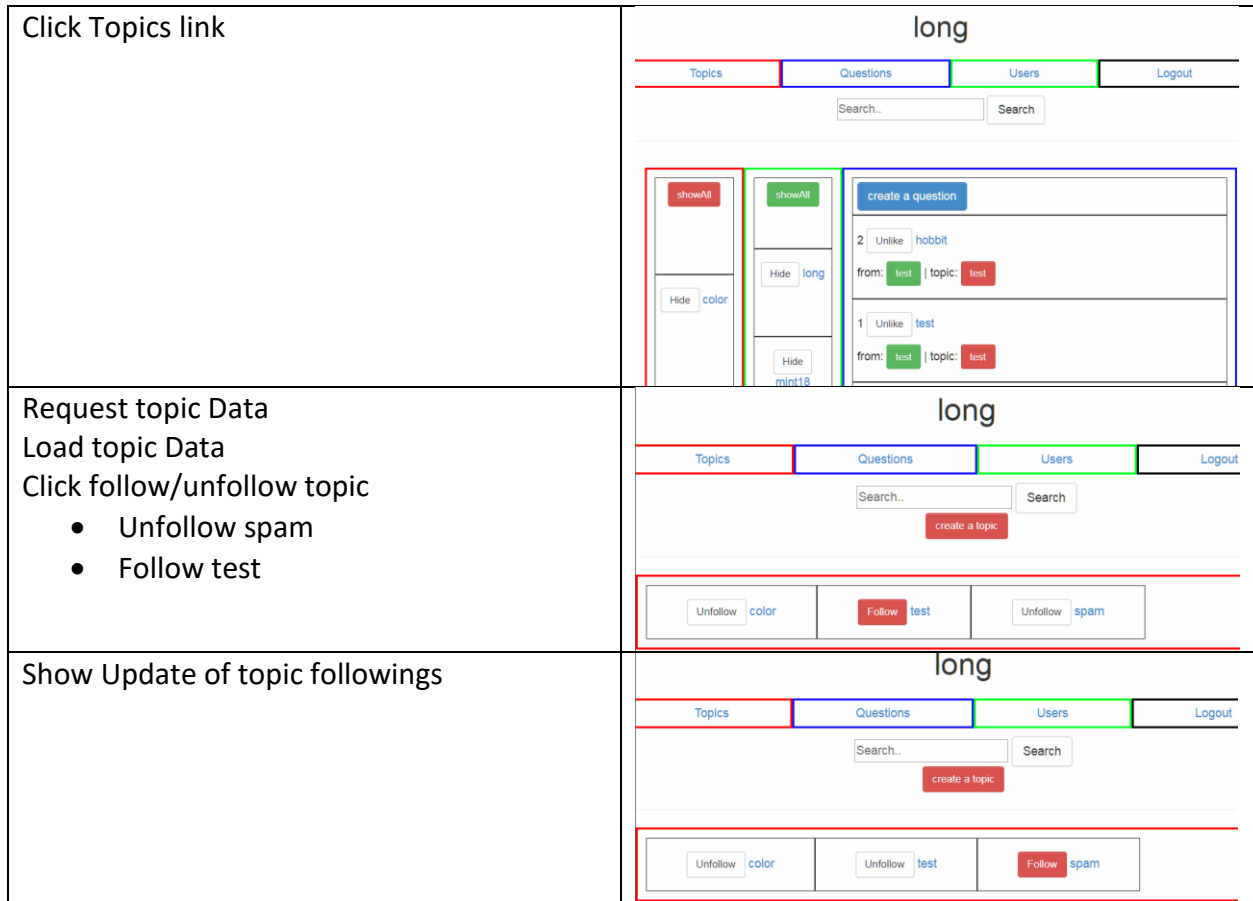 Click Topics link
long
Topics Questions Users Logout
Search.. Search
showAll showAll create a question
2 Unlike hobbit
Hide long from: test | topic: test
Hide color
1 Unlike test
Hide from: test | topic: test
mint18
Request topic Data
Load topic Data
Click follow/unfollow topic
• Unfollow spam
• Follow test
long
Topics Questions Users Logout
Search.. Search
create a topic
Unfollow color Follow test Unfollow spam
Show Update of topic followings
long
Topics Questions Users Logout
Search.. Search
create a topic
Unfollow color Unfollow test Follow spam